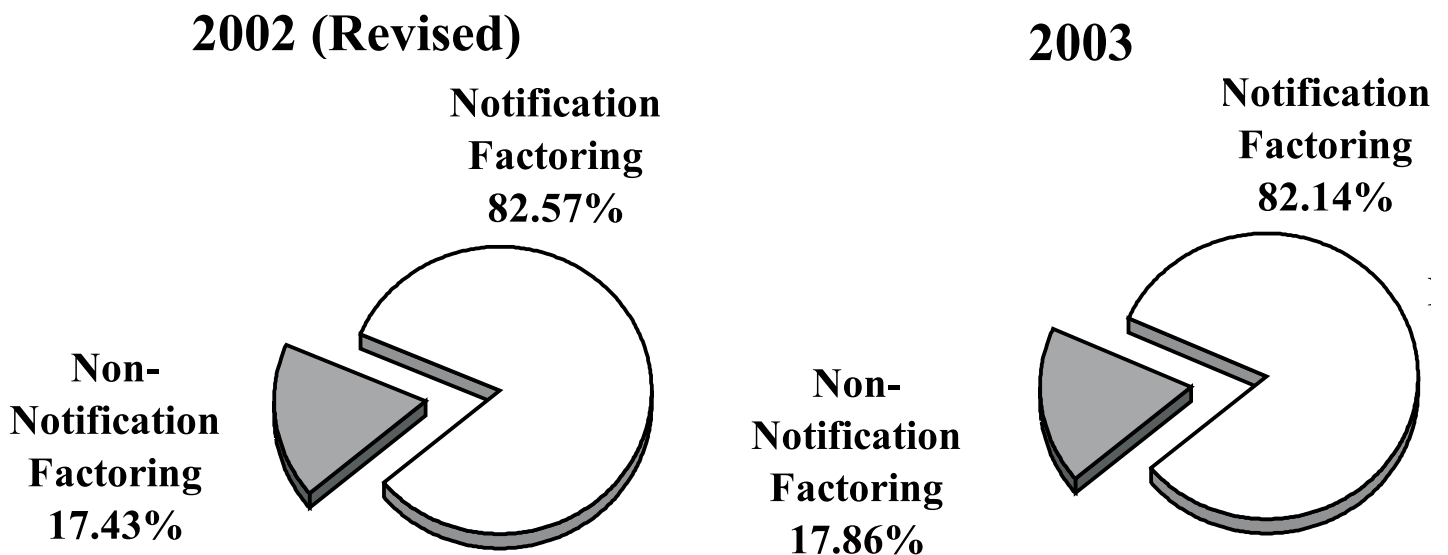 2002 (Revised)
Notification
Factoring
82.57%
Non-
Notification
Factoring
17.43%
2003
Notification
Factoring
82.14%
Non-
Notification
Factoring
17.86%